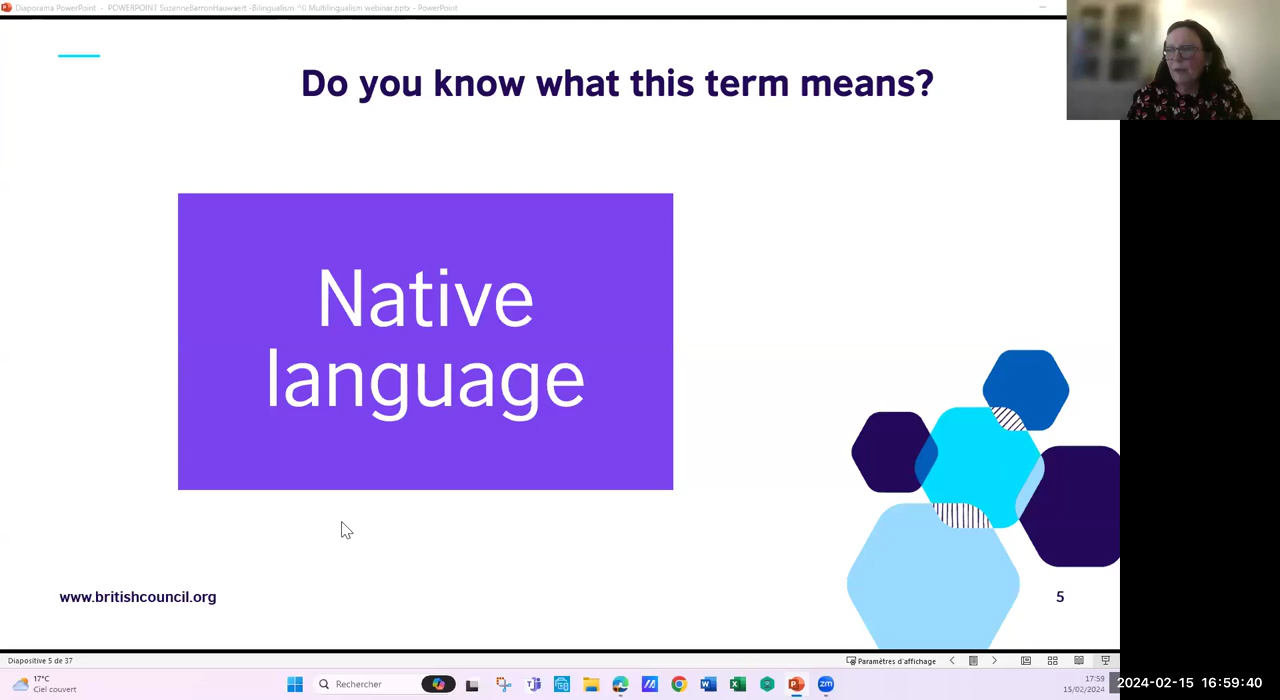 Diaporama PowerPoint - POWERPOINT SuzanneBarronHauwaert -Bilingualism ^0 Multilingualism webinar.pptx - PowerPoint
Do you know what this term means?
Native
language
www.britishcouncil.org
5
Diapositive 5 de 37
Paramètres d'affichage
17°C
Ciel couvert
Rechercher
zm
17:59
15/02/2024
2024-02-15 16:59:40